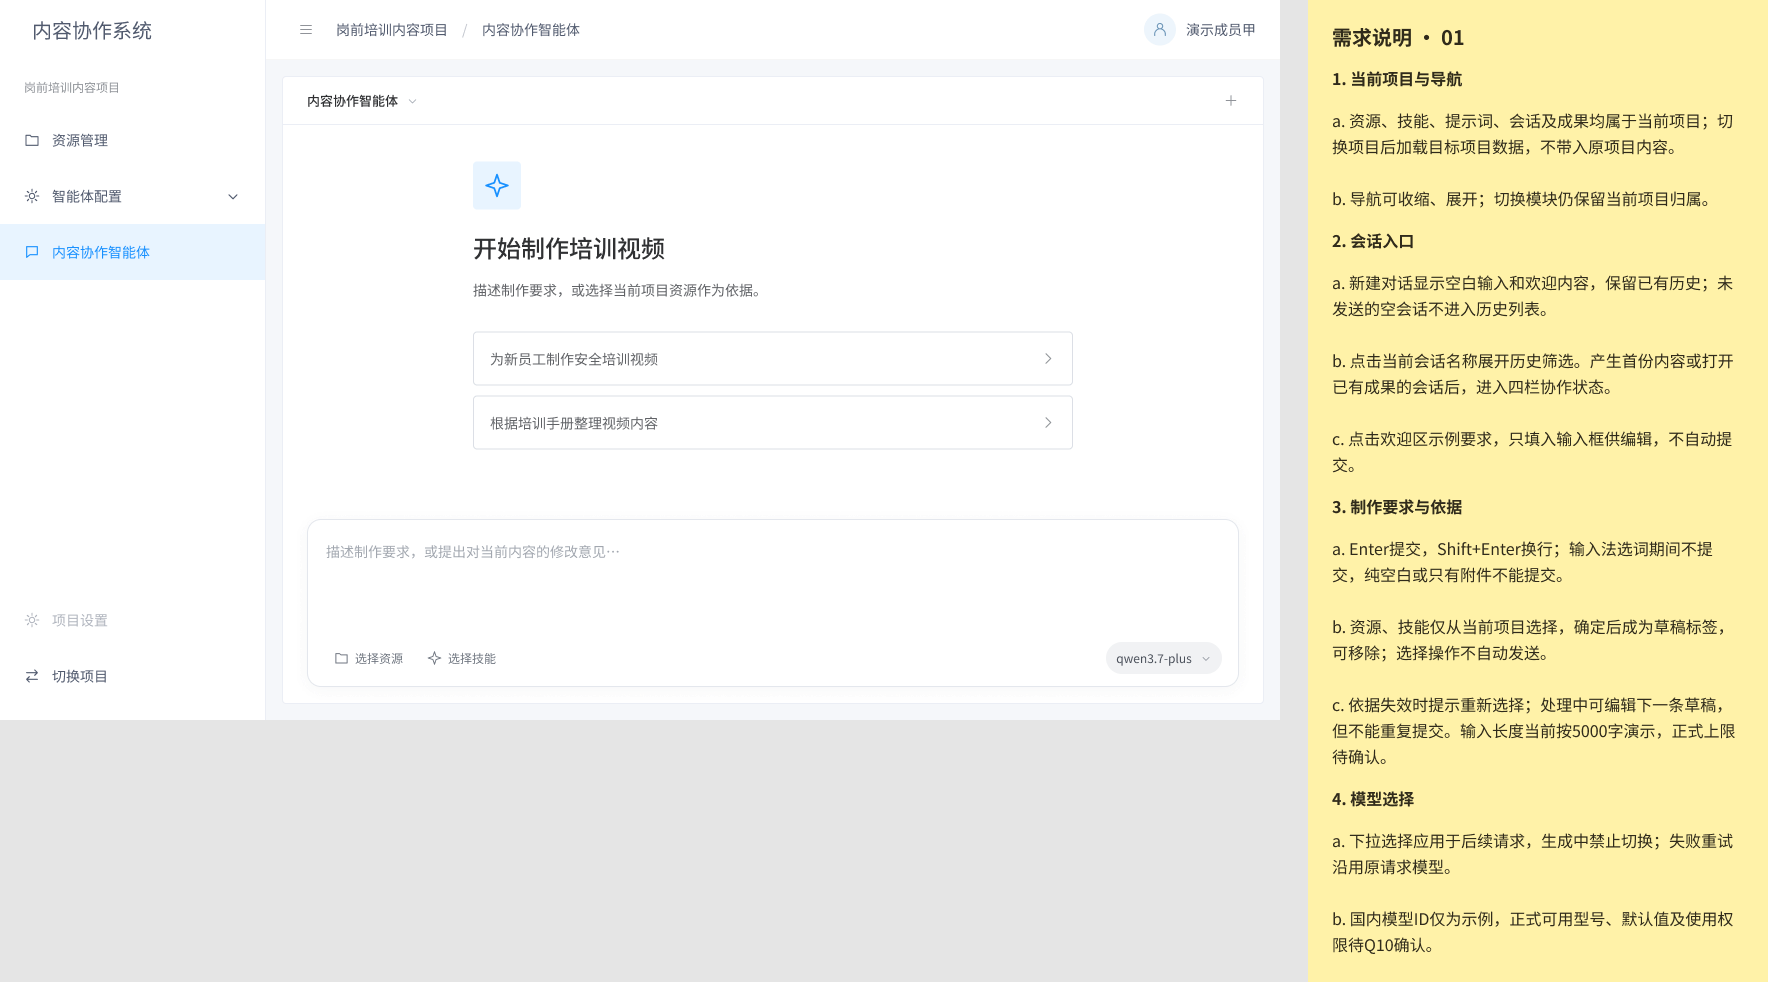 内容协作系统
岗前培训内容项目
资源管理
智能体配置
内容协作智能体
项目设置
切换项目
岗前培训内容项目 / 内容协作智能体
演示成员甲
内容协作智能体
开始制作培训视频
描述制作要求，或选择当前项目资源作为依据。
为新员工制作安全培训视频
根据培训手册整理视频内容
描述制作要求，或提出对当前内容的修改意见…
选择资源
选择技能
qwen3.7-plus
需求说明 • 01
1. 当前项目与导航
a. 资源、技能、提示词、会话及成果均属于当前项目；切
换项目后加载目标项目数据，不带入原项目内容。
b. 导航可收缩、展开；切换模块仍保留当前项目归属。
2. 会话入口
a. 新建对话显示空白输入和欢迎内容，保留已有历史；未
发送的空会话不进入历史列表。
b. 点击当前会话名称展开历史筛选。产生首份内容或打开
已有成果的会话后，进入四栏协作状态。
c. 点击欢迎区示例要求，只填入输入框供编辑，不自动提
交。
3. 制作要求与依据
a. Enter提交，Shift+Enter换行；输入法选词期间不提
交，纯空白或只有附件不能提交。
b. 资源、技能仅从当前项目选择，确定后成为草稿标签，
可移除；选择操作不自动发送。
c. 依据失效时提示重新选择；处理中可编辑下一条草稿，
但不能重复提交。输入长度当前按5000字演示，正式上限
待确认。
4. 模型选择
a. 下拉选择应用于后续请求，生成中禁止切换；失败重试
沿用原请求模型。
b. 国内模型ID仅为示例，正式可用型号、默认值及使用权
限待Q10确认。